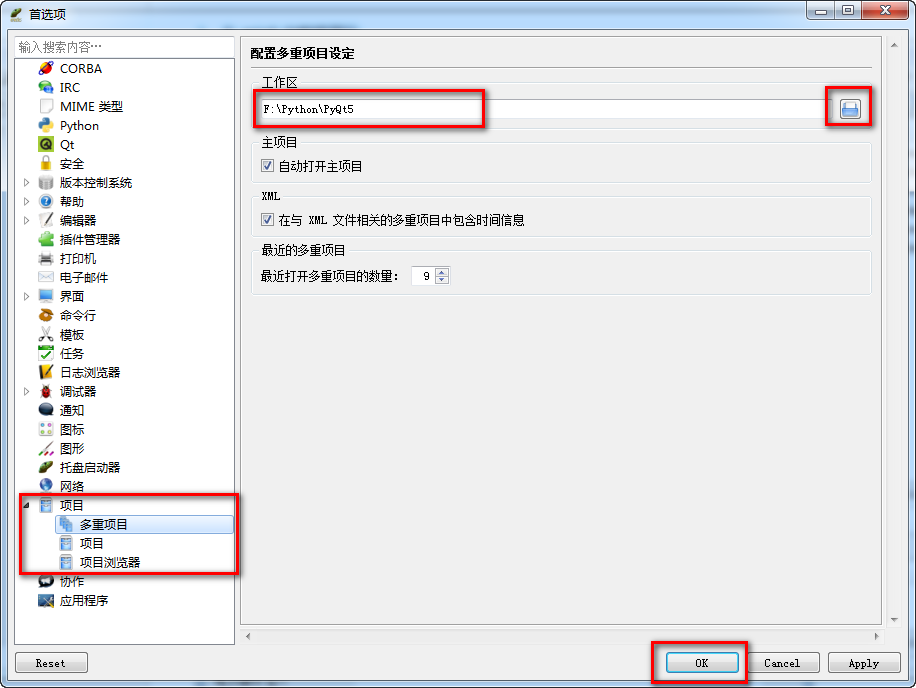 首选项
输入搜索内容…
CORBA
IRC
MIME 类型
Python
Qt
安全
版本控制系统
帮助
编辑器
插件管理器
打印机
电子邮件
界面
命令行
模板
任务
日志浏览器
调试器
通知
图标
图形
托盘启动器
网络
项目
多重项目
项目
项目浏览器
协作
应用程序
配置多重项目设定
工作区
F:\Python\PyQt5
主项目
自动打开主项目
XML
在与 XML 文件相关的多重项目中包含时间信息
最近的多重项目
最近打开多重项目的数量: 9
Reset
OK
Cancel
Apply